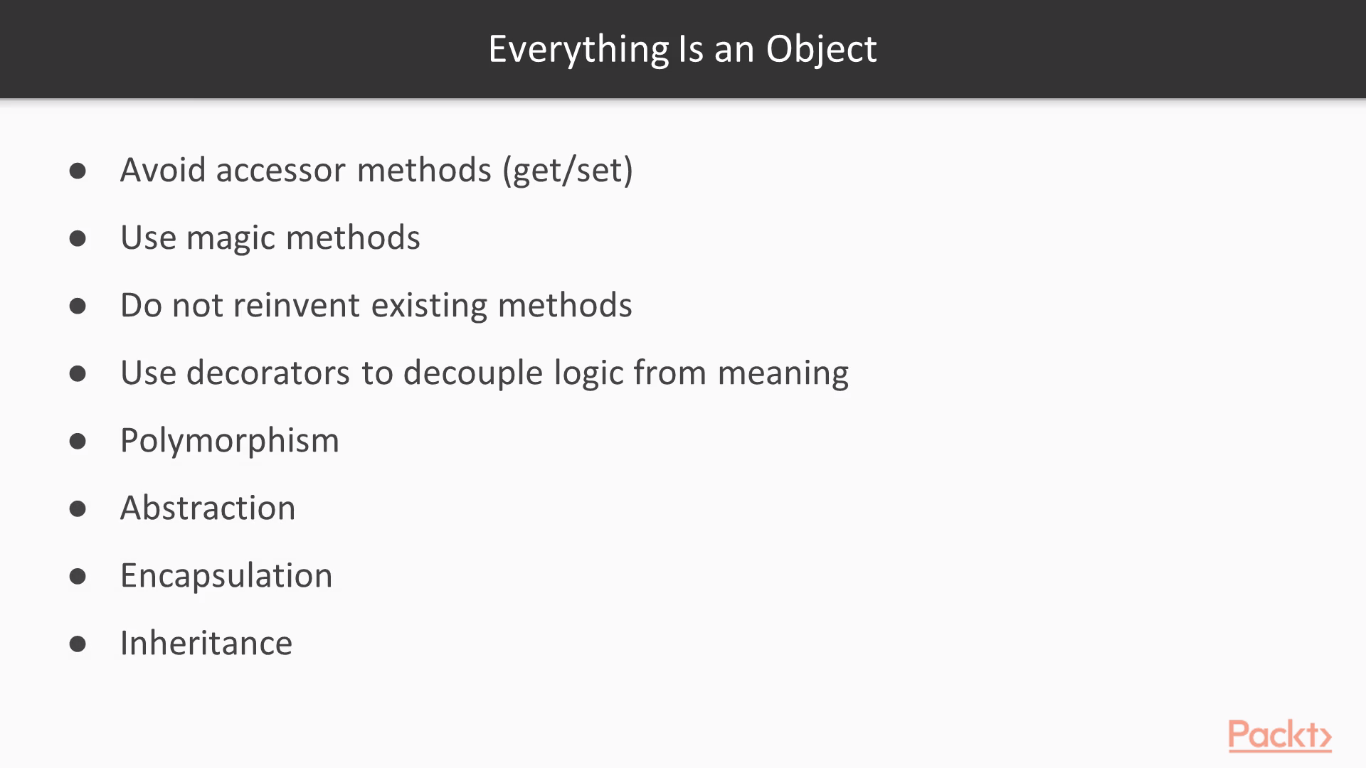 Everything Is an Object
● Avoid accessor methods (get/set)
● Use magic methods
● Do not reinvent existing methods
● Use decorators to decouple logic from meaning
● Polymorphism
● Abstraction
● Encapsulation
● Inheritance
Packt>